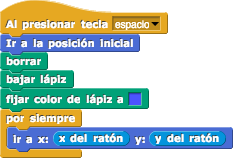 Al presionar tecla espacio
Ir a la posición inicial
borrar
bajar lápiz
fijar color de lápiz a
por siempre
ir a x: x del ratón y: y del ratón